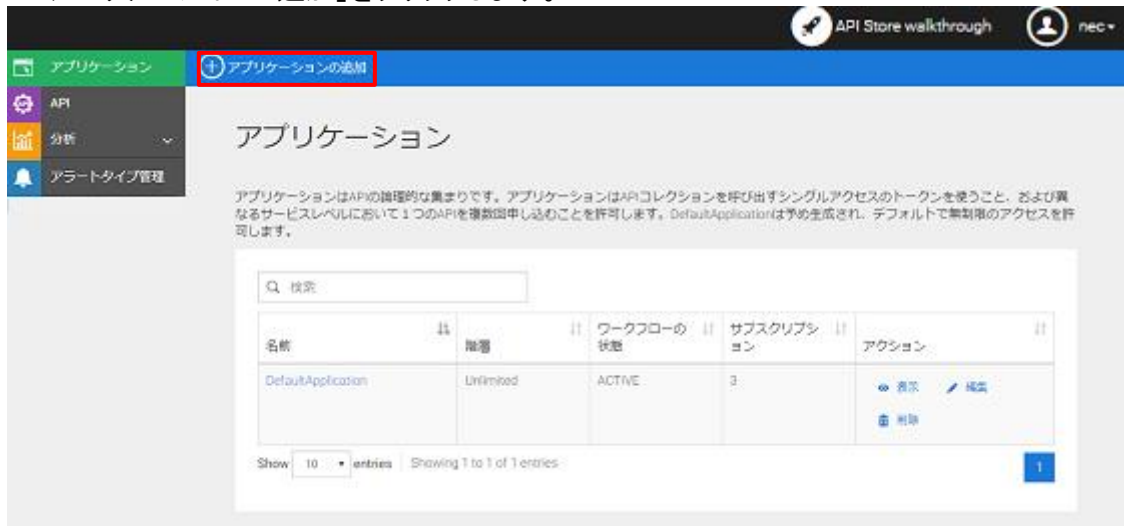 API Store walkthrough
nec
アプリケーション
アプリケーションの追加
API
分析
アラートタイプ管理
アプリケーション
アプリケーションはAPIの論理的な集まりです。アプリケーションはAPIコレクションを呼び出すシングルアクセスのトークンを使うこと、および異
なるサービスレベルにおいて１つのAPIを複数回申し込むことを許可します。DefaultApplicationは予め生成され、デフォルトで無制限のアクセスを許
可します。
検索
名前 階層 ワークフローの状態 サブスクリプション アクション
DefaultApplication Unlimited ACTIVE 3 表示 編集
削除
Show 10 entries Showing 1 to 1 of 1 entries
1